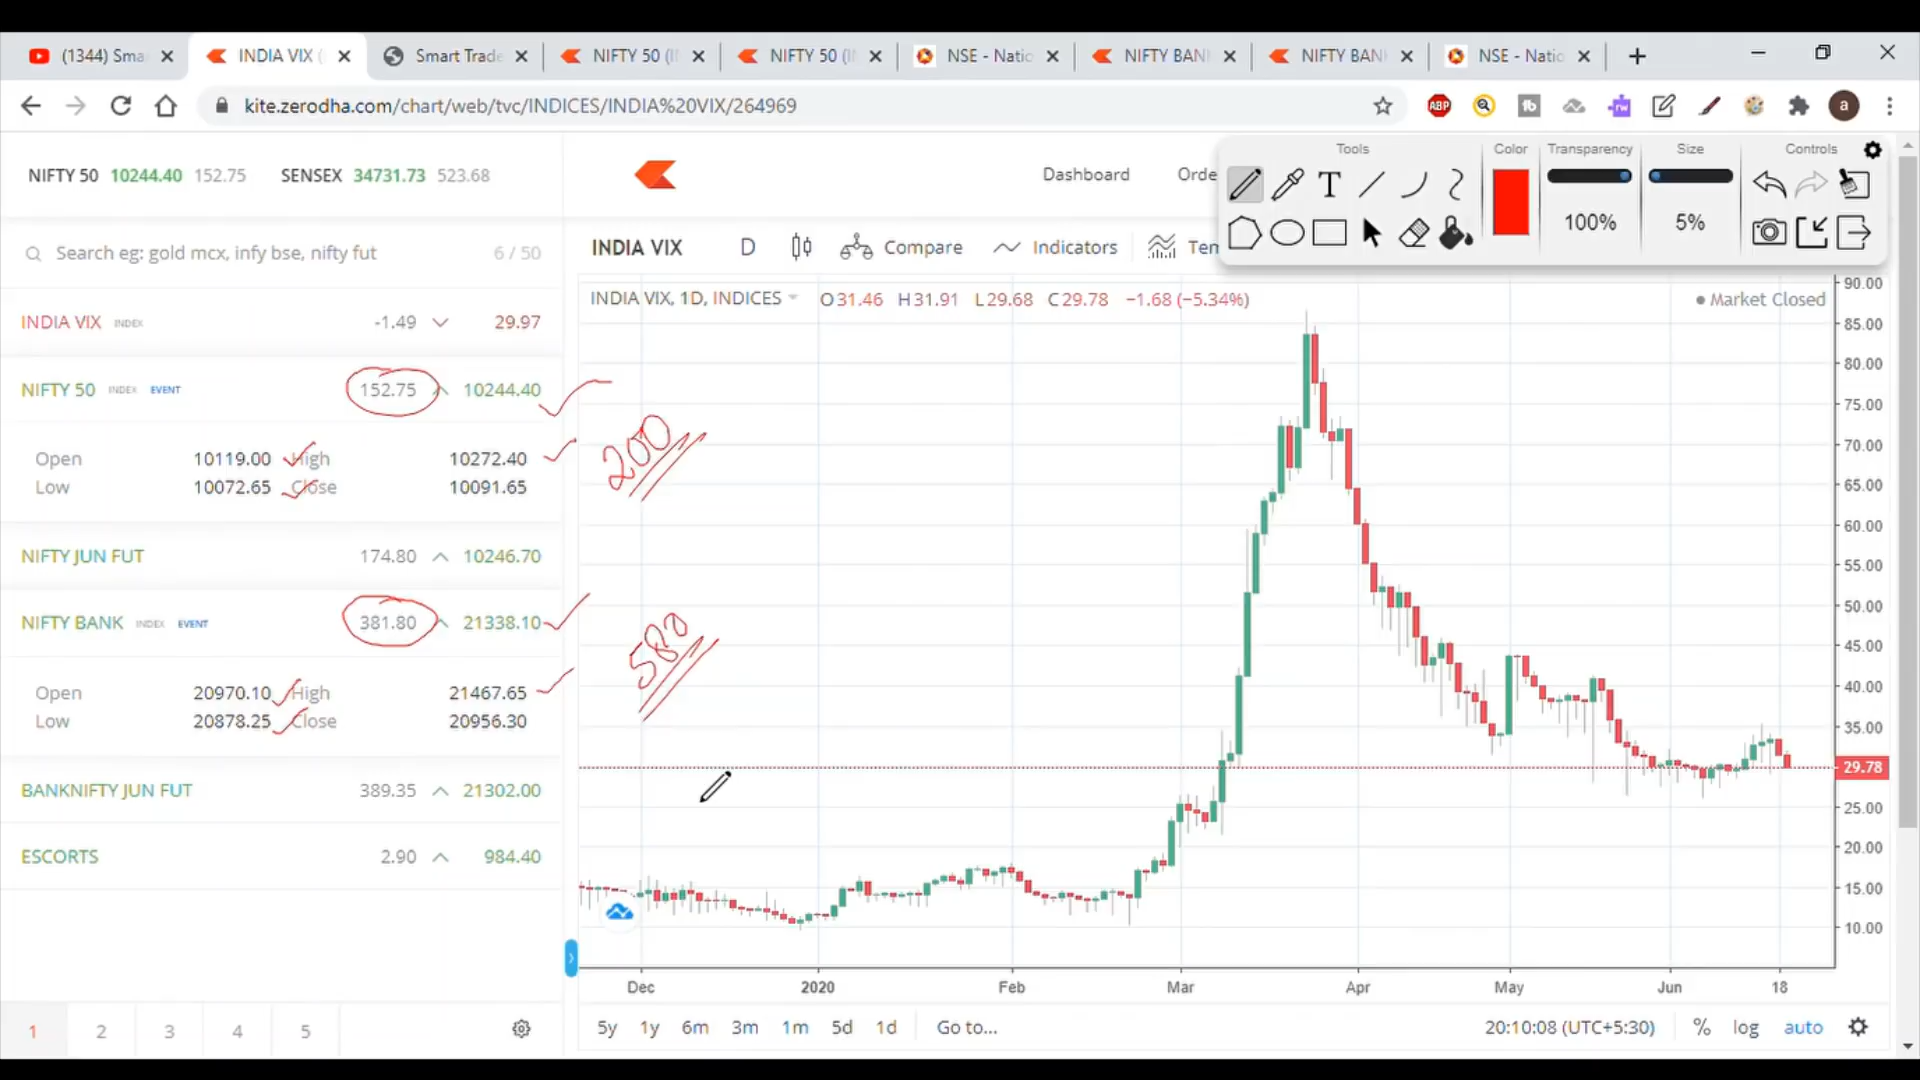 (1344) Sma
INDIA VIX (
Smart Trade
NIFTY 50 (I
NIFTY 50 (I
NSE - Natio
NIFTY BAN
NIFTY BAN
NSE - Natio
kite.zerodha.com/chart/web/tvc/INDICES/INDIA%20VIX/264969
ABP
fb
rw
a
NIFTY 50 10244.40 152.75 SENSEX 34731.73 523.68
Dashboard
Orde
Tools
Color
Transparency
Size
Controls
T
100%
5%
Search eg: gold mcx, infy bse, nifty fut 6 / 50
INDIA VIX D Compare Indicators Tem
INDIA VIX, 1D, INDICES O31.46 H31.91 L29.68 C29.78 −1.68 (−5.34%)
Market Closed
INDIA VIX INDEX -1.49 29.97
NIFTY 50 INDEX EVENT 152.75 10244.40
Open 10119.00 High 10272.40
Low 10072.65 Close 10091.65
200
NIFTY JUN FUT 174.80 10246.70
NIFTY BANK INDEX EVENT 381.80 21338.10
580
Open 20970.10 High 21467.65
Low 20878.25 Close 20956.30
BANKNIFTY JUN FUT 389.35 21302.00
ESCORTS 2.90 984.40
90.00
85.00
80.00
75.00
70.00
65.00
60.00
55.00
50.00
45.00
40.00
35.00
29.78
25.00
20.00
15.00
10.00
Dec 2020 Feb Mar Apr May Jun 18
1 2 3 4 5
5y 1y 6m 3m 1m 5d 1d Go to... 20:10:08 (UTC+5:30) % log auto